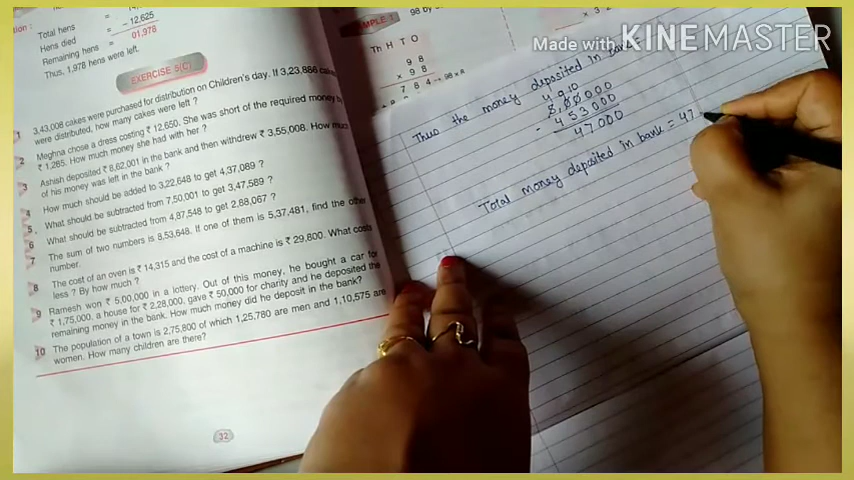 Total hens =
Hens died = - 12,625
Remaining hens = 01,978
Thus, 1,978 hens were left.
EXERCISE 5(C)
1 3,43,008 cakes were purchased for distribution on Children's day. If 3,23,886 cakes
were distributed, how many cakes were left ?
2 Meghna chose a dress costing ₹ 12,650. She was short of the required money by
₹ 1,265. How much money she had with her ?
3 Ashish deposited ₹ 8,62,001 in the bank and then withdrew ₹ 3,55,008. How much
of his money was left in the bank ?
4 How much should be added to 3,22,648 to get 4,37,089 ?
5. What should be subtracted from 7,50,001 to get 3,47,589 ?
6 What should be subtracted from 4,87,548 to get 2,88,067 ?
7 The sum of two numbers is 8,53,648. If one of them is 5,37,481, find the other
number.
8 The cost of an oven is ₹ 14,315 and the cost of a machine is ₹ 29,800. What costs
less ? By how much ?
9 Ramesh won ₹ 5,00,000 in a lottery. Out of this money, he bought a car for
₹ 1,75,000, a house for ₹ 2,28,000, gave ₹ 50,000 for charity and he deposited the
remaining money in the bank. How much money did he deposit in the bank?
10 The population of a town is 2,75,800 of which 1,25,780 are men and 1,10,575 are
women. How many children are there?
32
98 by
Th H T O
9 8
× 9 8
7 8 4 → 98 × 8
× 3 2
Made with KINEMASTER
Thus the money deposited in bank
4 9 10
5,00000
- 453000
47000
Total money deposited in bank = 47